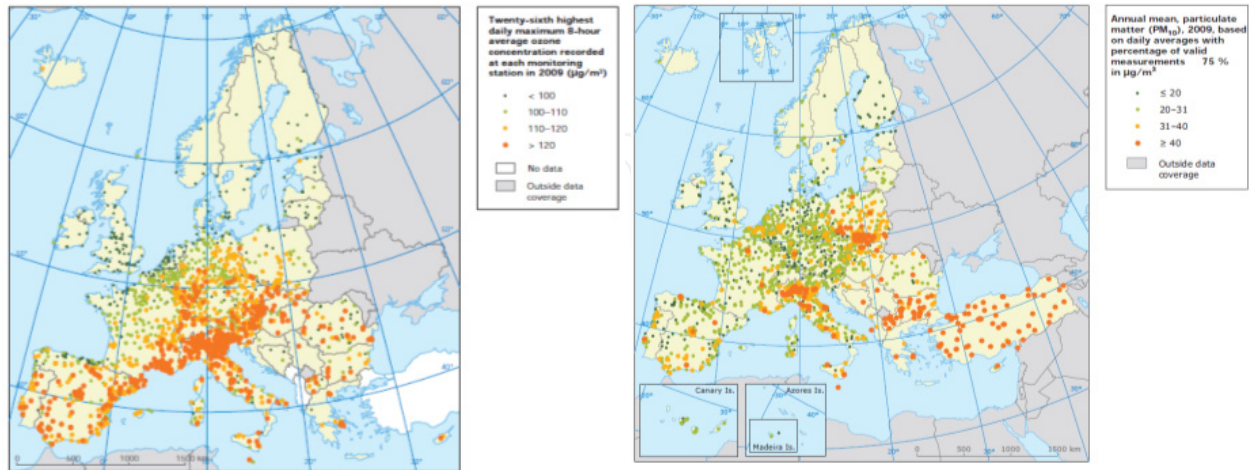 Twenty-sixth highest
daily maximum 8-hour
average ozone
concentration recorded
at each monitoring
station in 2009 (µg/m³)
< 100
100–110
110–120
> 120
No data
Outside data
coverage
0 500 1000 1500 km
Annual mean, particulate
matter (PM₁₀), 2009, based
on daily averages with
percentage of valid
measurements 75 %
in µg/m³
≤ 20
20–31
31–40
≥ 40
Outside data
coverage
Canary Is.
Azores Is.
Madeira Is.
0 500 1000 1500 km